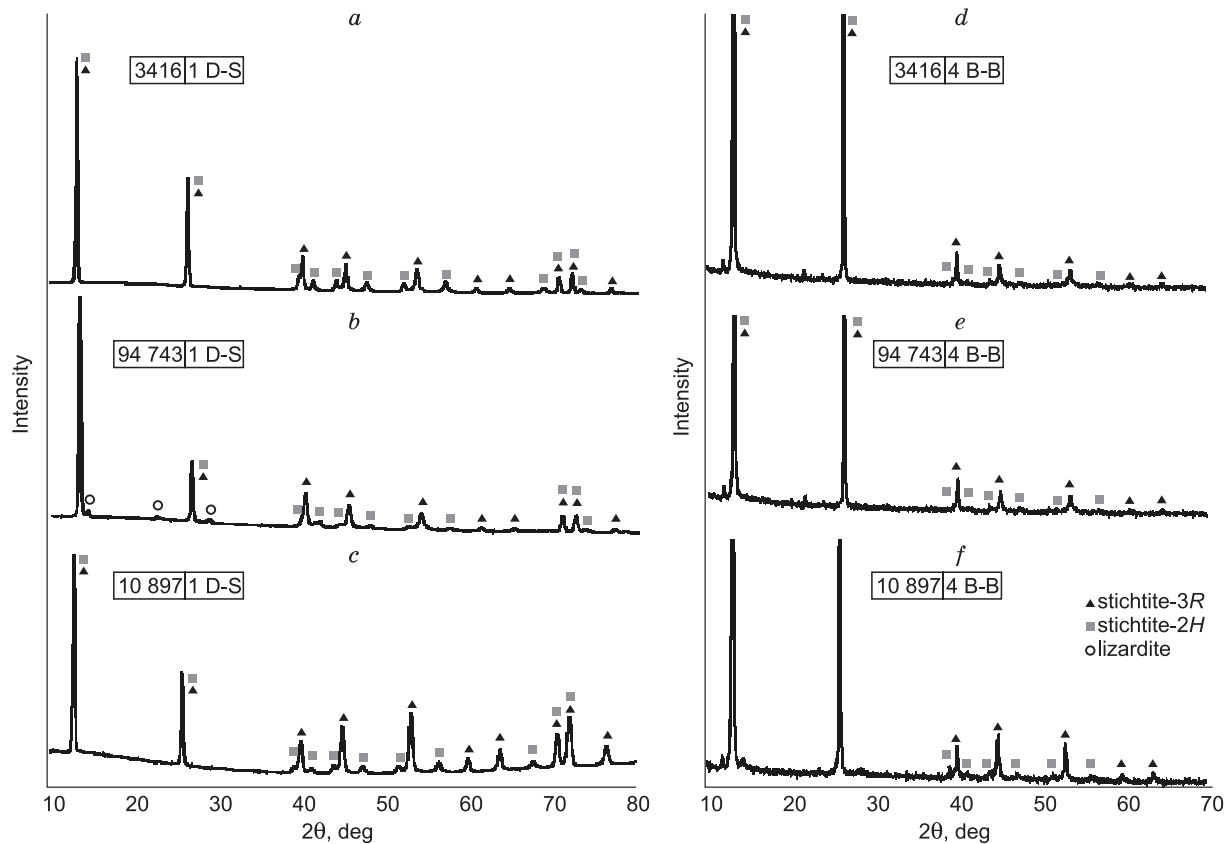 a
3416 1 D-S
b
94 743 1 D-S
c
10 897 1 D-S
Intensity
10 20 30 40 50 60 70 80
2θ, deg
d
3416 4 B-B
e
94 743 4 B-B
f
10 897 4 B-B
stichtite-3R
stichtite-2H
lizardite
Intensity
10 20 30 40 50 60 70
2θ, deg